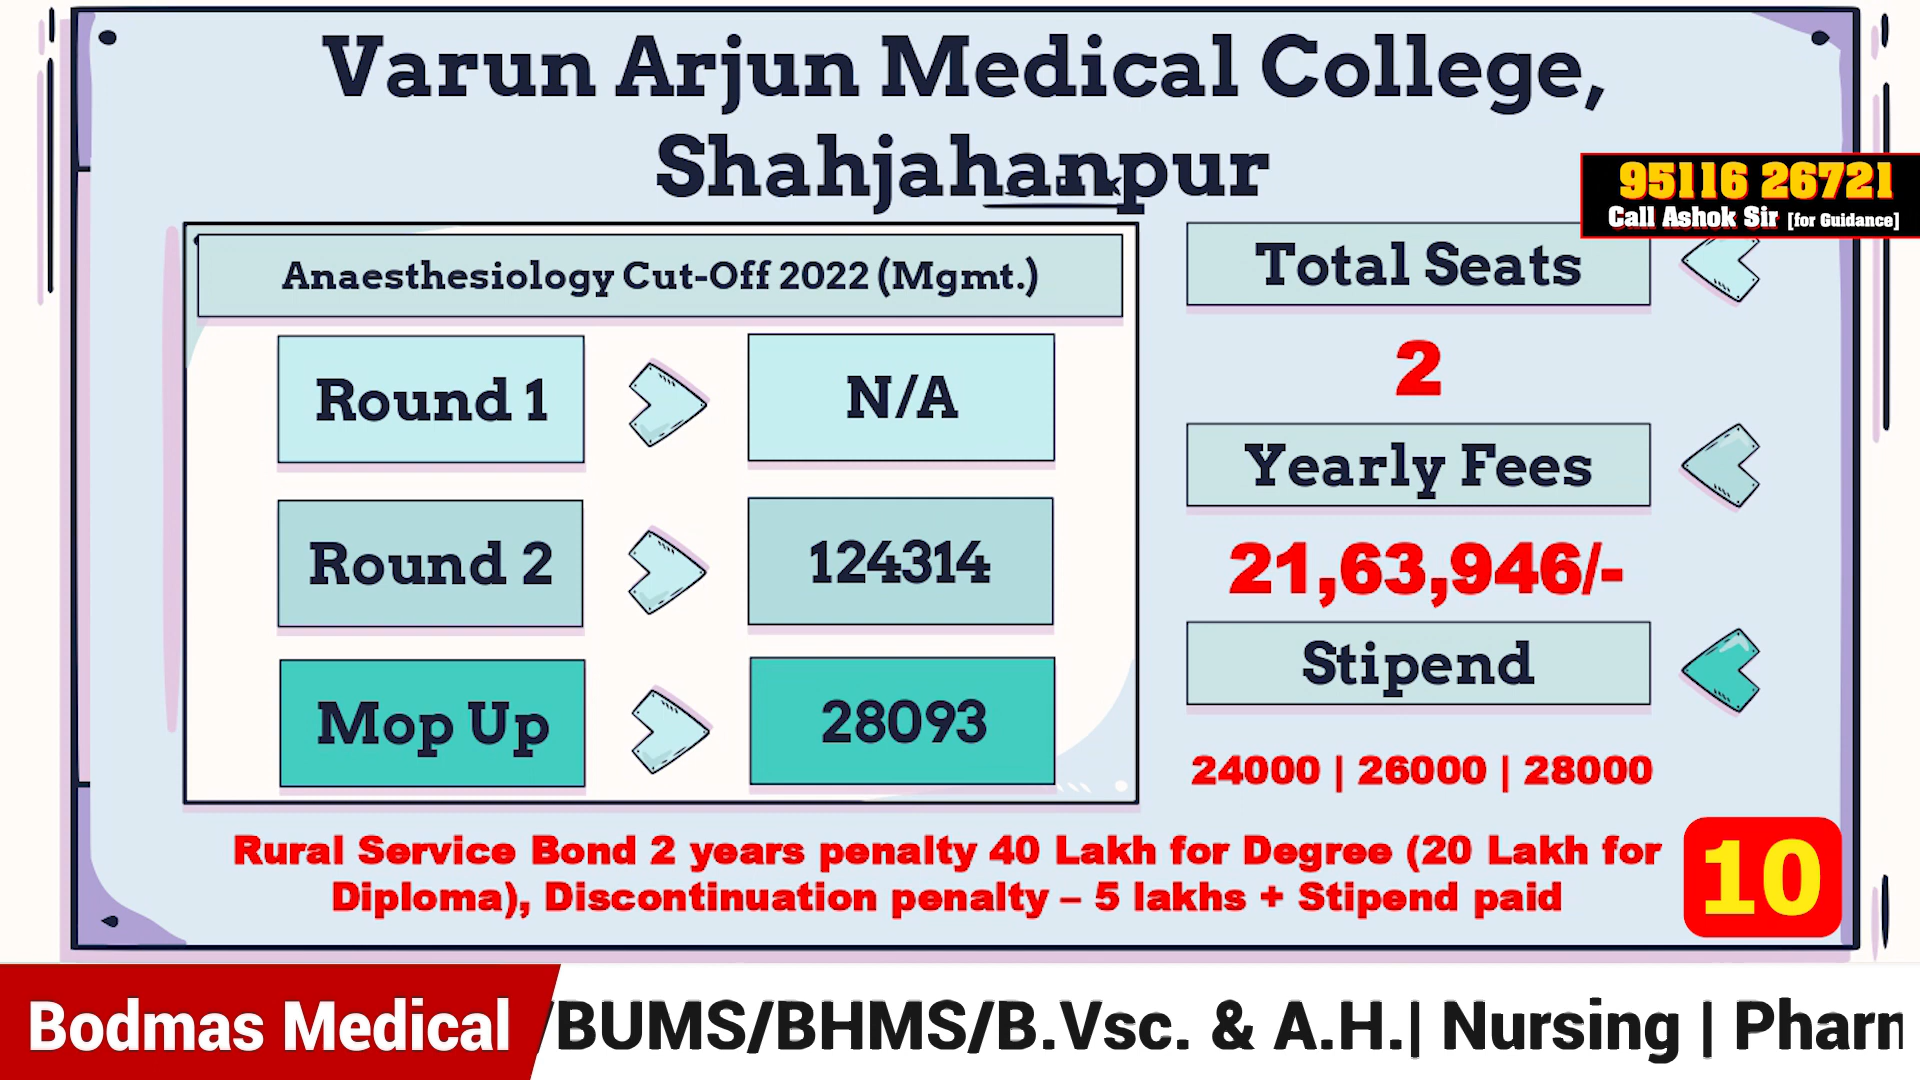 Varun Arjun Medical College,
Shahjahanpur
95116 26721
Call Ashok Sir [for Guidance]
Anaesthesiology Cut-Off 2022 (Mgmt.)
Round 1
N/A
Round 2
124314
Mop Up
28093
Total Seats
2
Yearly Fees
21,63,946/-
Stipend
24000 | 26000 | 28000
Rural Service Bond 2 years penalty 40 Lakh for Degree (20 Lakh for
Diploma), Discontinuation penalty – 5 lakhs + Stipend paid
10
Bodmas Medical
/BUMS/BHMS/B.Vsc. & A.H.| Nursing | Pharm